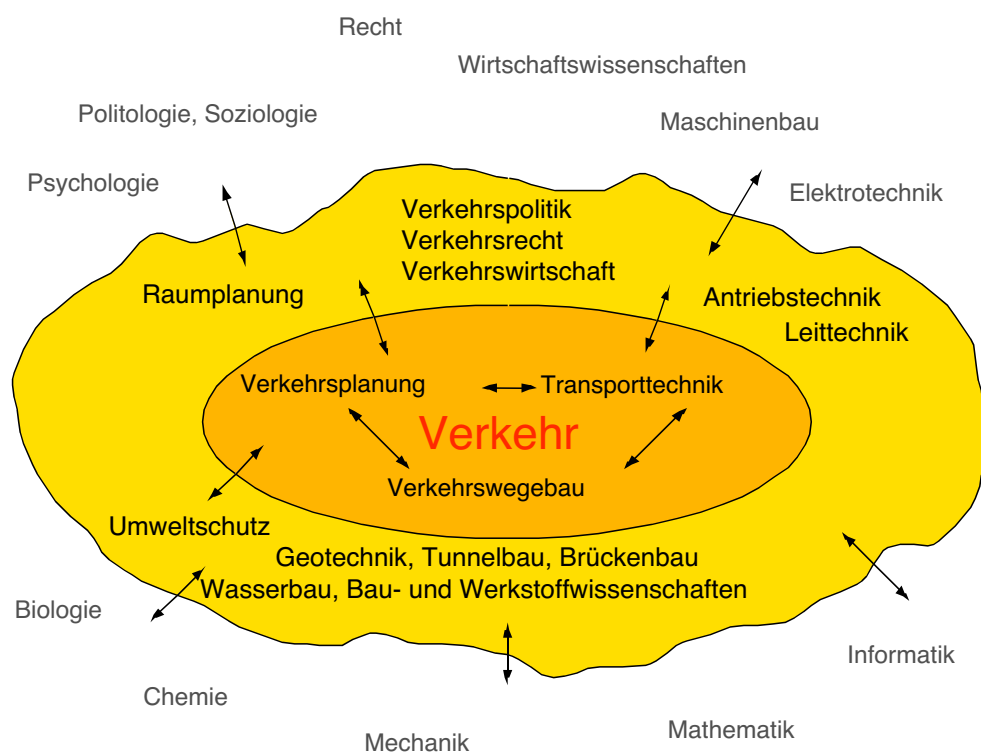 Recht
Wirtschaftswissenschaften
Politologie, Soziologie
Maschinenbau
Psychologie
Elektrotechnik
Verkehrspolitik
Verkehrsrecht
Verkehrswirtschaft
Raumplanung
Antriebstechnik
Leittechnik
Verkehrsplanung
Transporttechnik
Verkehr
Verkehrswegebau
Umweltschutz
Geotechnik, Tunnelbau, Brückenbau
Wasserbau, Bau- und Werkstoffwissenschaften
Biologie
Informatik
Chemie
Mathematik
Mechanik